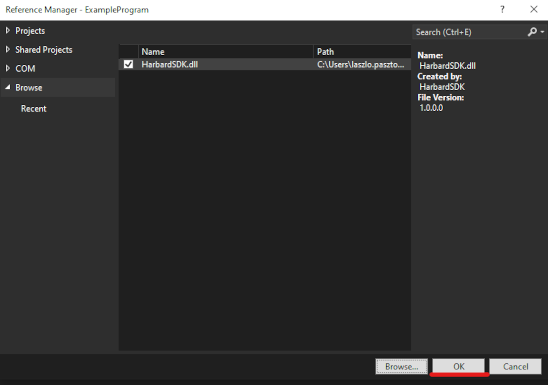 Reference Manager - ExampleProgram
? ×
Projects
Shared Projects
COM
Browse
Recent
Name Path
HarbardSDK.dll C:\Users\laszlo.paszto...
Search (Ctrl+E)
Name:
HarbardSDK.dll
Created by:
HarbardSDK
File Version:
1.0.0.0
Browse... OK Cancel